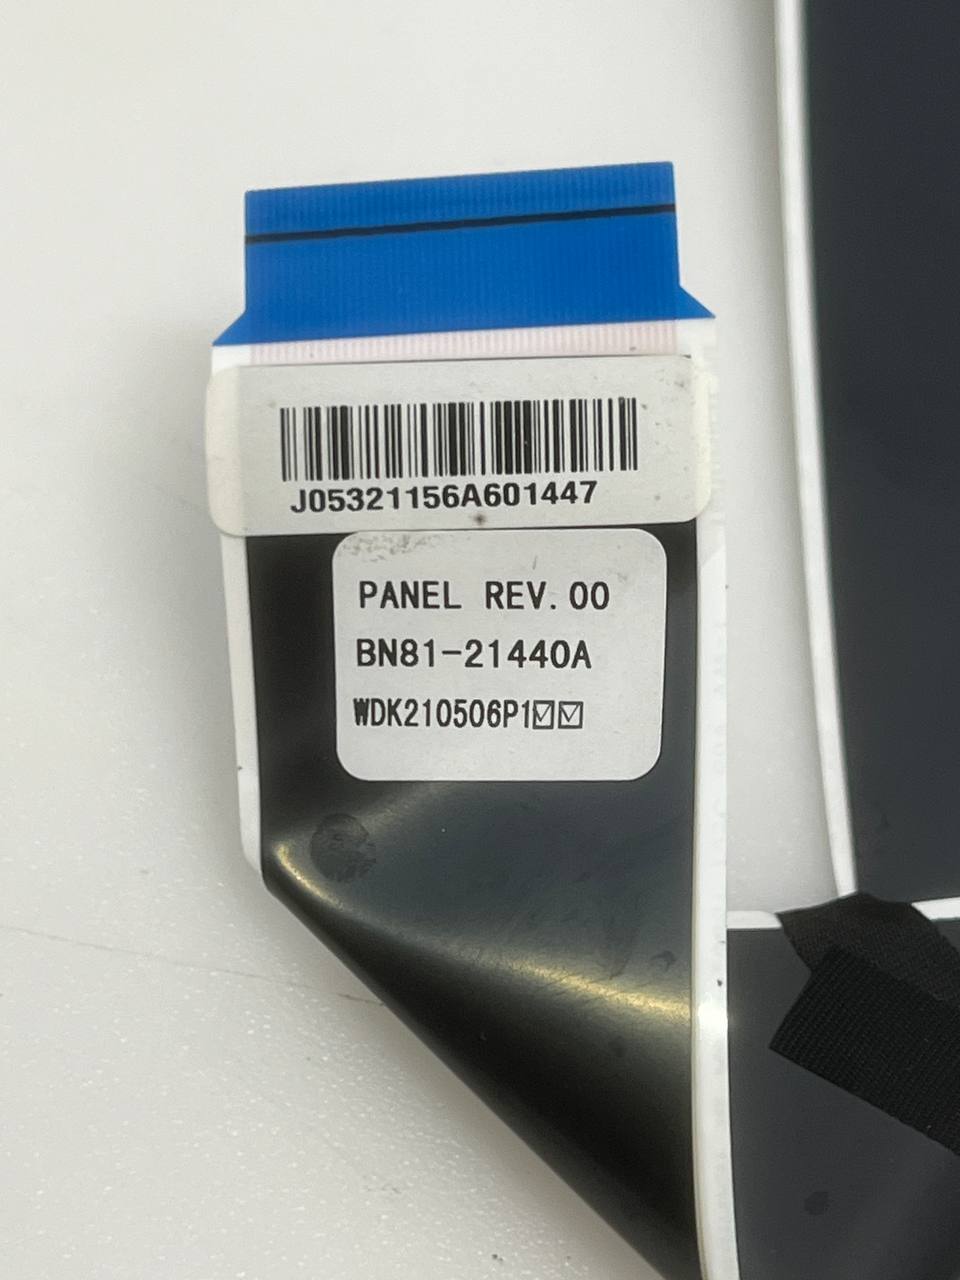 J05321156A601447
PANEL REV.00
BN81-21440A
WDK210506P1☑☑